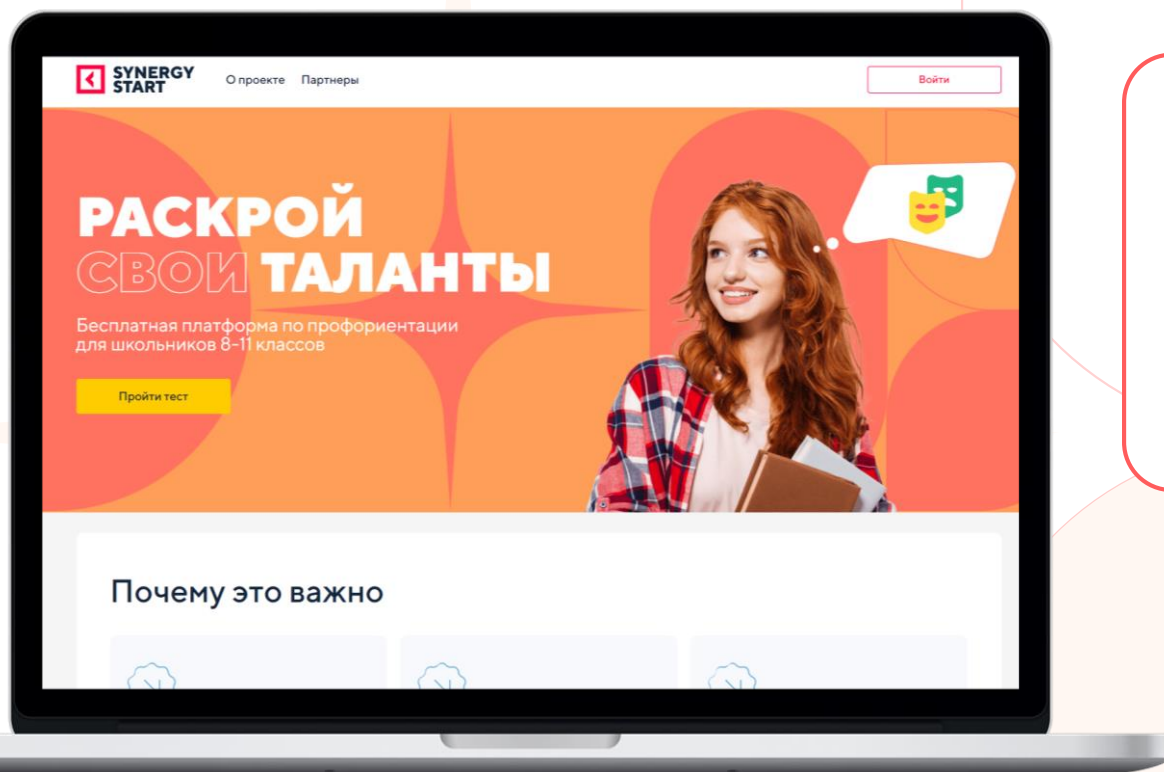 SYNERGY
START
О проекте Партнеры
Войти
РАСКРОЙ
СВОИ ТАЛАНТЫ
Бесплатная платформа по профориентации
для школьников 8-11 классов
Пройти тест
Почему это важно